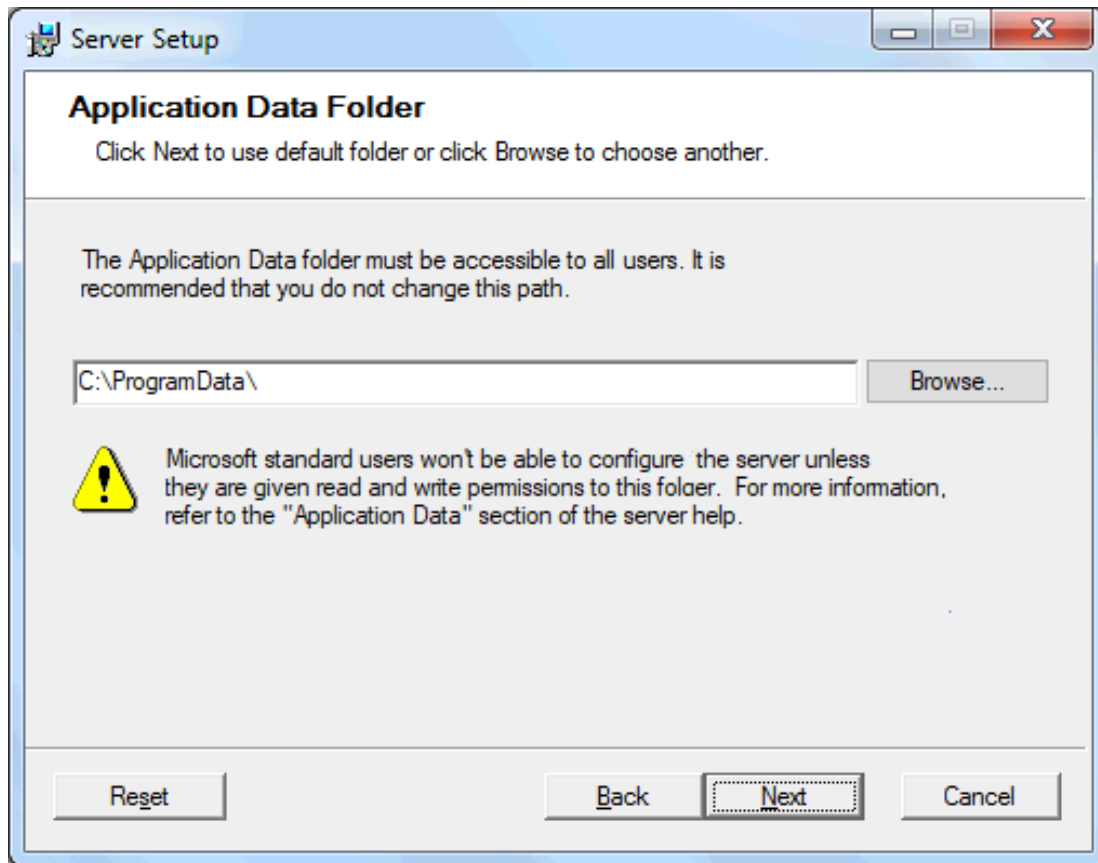 Server Setup
Application Data Folder
Click Next to use default folder or click Browse to choose another.
The Application Data folder must be accessible to all users. It is
recommended that you do not change this path.
C:\ProgramData\
Browse...
Microsoft standard users won't be able to configure the server unless
they are given read and write permissions to this folder. For more information,
refer to the "Application Data" section of the server help.
Reset
Back
Next
Cancel